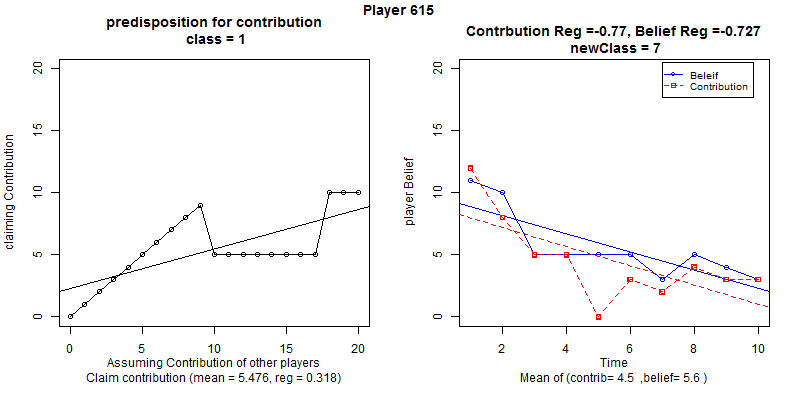 Player 615
predisposition for contribution
class = 1
claiming Contribution
0
5
10
15
20
0
5
10
15
20
Assuming Contribution of other players
Claim contribution (mean = 5.476, reg = 0.318)
Contrbution Reg =-0.77, Belief Reg =-0.727
newClass = 7
Beleif
Contribution
player Belief
0
5
10
15
20
2
4
6
8
10
Time
Mean of (contrib= 4.5 ,belief= 5.6 )